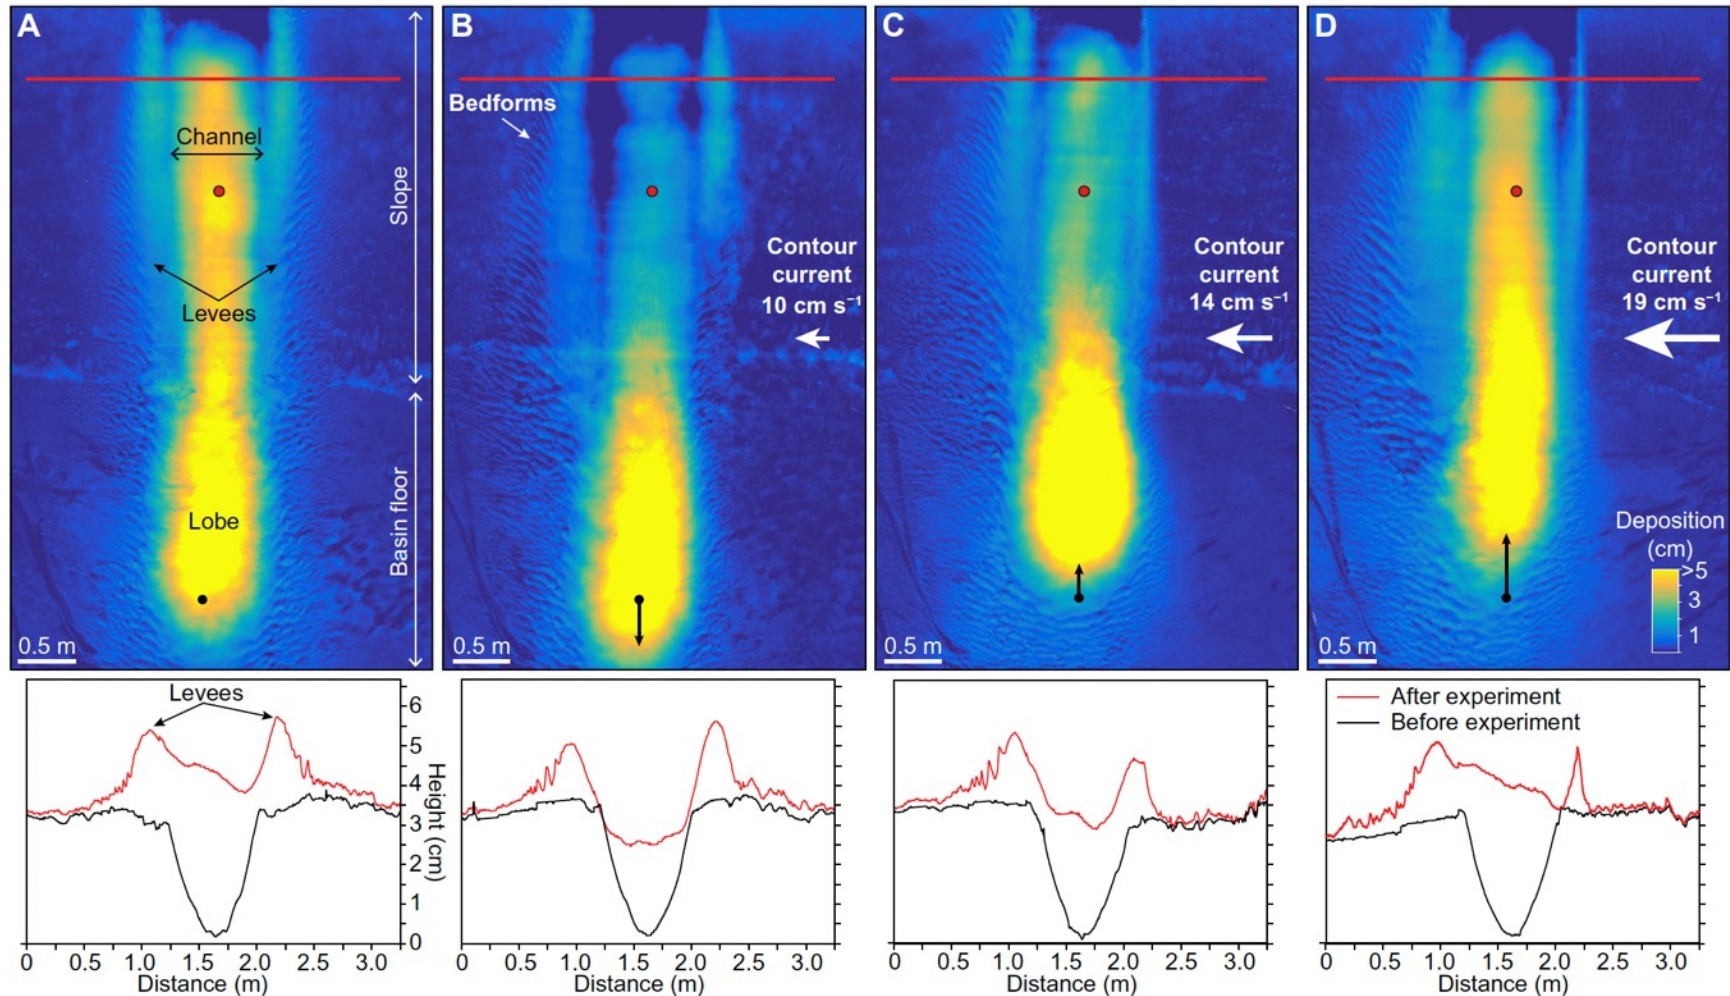 A
B
C
D
Bedforms
Channel
Slope
Levees
Contour
current
10 cm s⁻¹
Contour
current
14 cm s⁻¹
Contour
current
19 cm s⁻¹
Lobe
Basin floor
Deposition
(cm)
>5
3
1
0.5 m
0.5 m
0.5 m
0.5 m
Levees
After experiment
Before experiment
6
5
4
3
2
1
0
Height (cm)
0 0.5 1.0 1.5 2.0 2.5 3.0
Distance (m)
0 0.5 1.0 1.5 2.0 2.5 3.0
Distance (m)
0 0.5 1.0 1.5 2.0 2.5 3.0
Distance (m)
0 0.5 1.0 1.5 2.0 2.5 3.0
Distance (m)